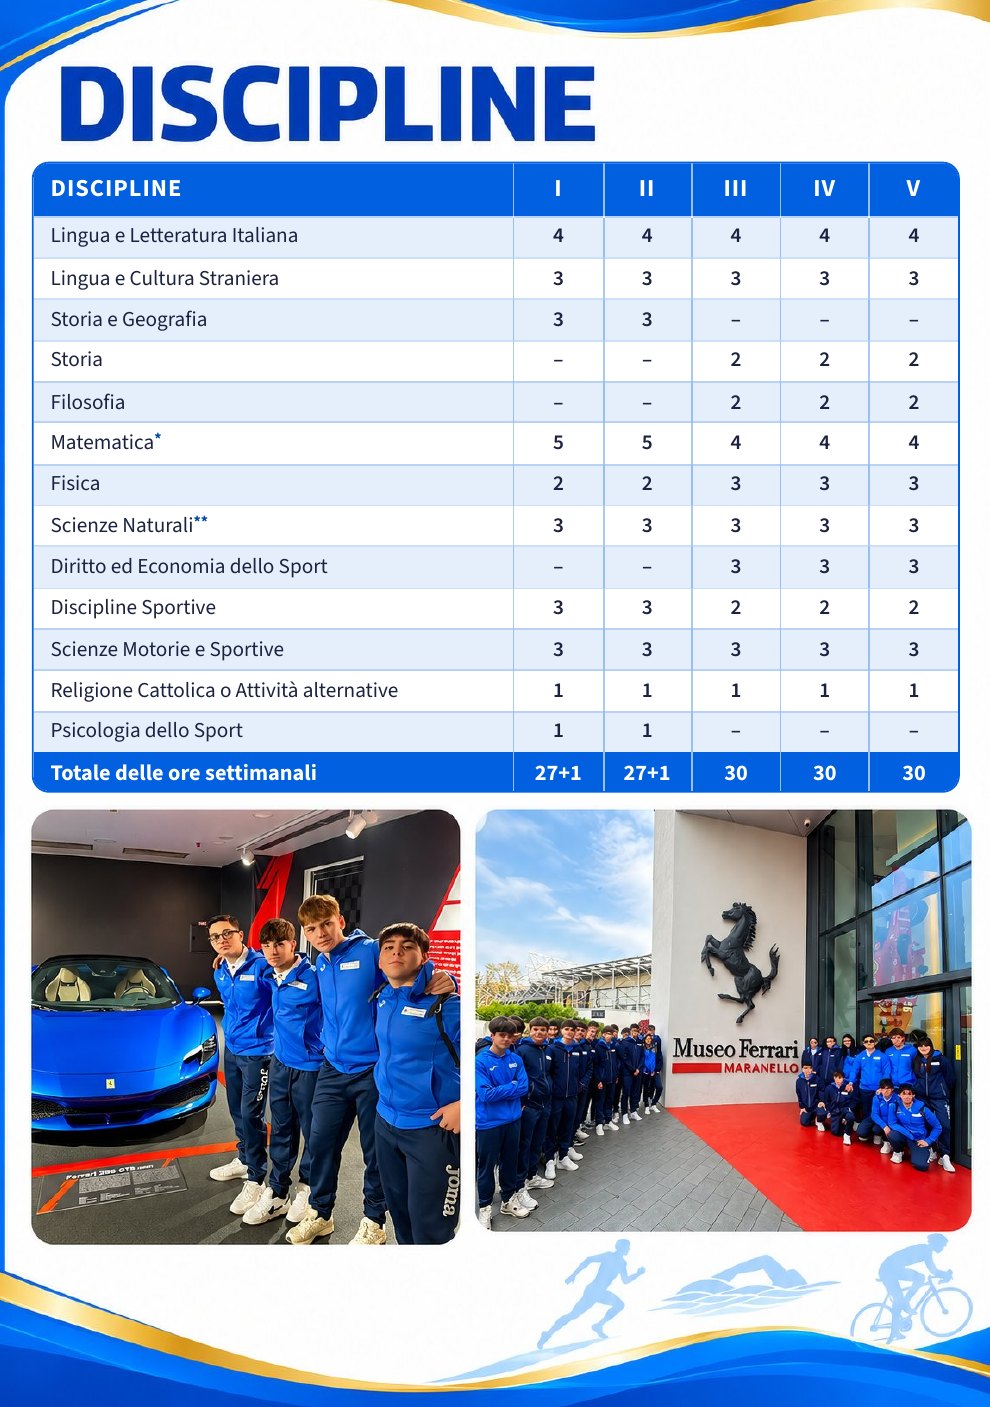 DISCIPLINE
DISCIPLINE I II III IV V
Lingua e Letteratura Italiana 4 4 4 4 4
Lingua e Cultura Straniera 3 3 3 3 3
Storia e Geografia 3 3 – – –
Storia – – 2 2 2
Filosofia – – 2 2 2
Matematica* 5 5 4 4 4
Fisica 2 2 3 3 3
Scienze Naturali** 3 3 3 3 3
Diritto ed Economia dello Sport – – 3 3 3
Discipline Sportive 3 3 2 2 2
Scienze Motorie e Sportive 3 3 3 3 3
Religione Cattolica o Attività alternative 1 1 1 1 1
Psicologia dello Sport 1 1 – – –
Totale delle ore settimanali 27+1 27+1 30 30 30
Joma
Joma
Museo Ferrari
MARANELLO